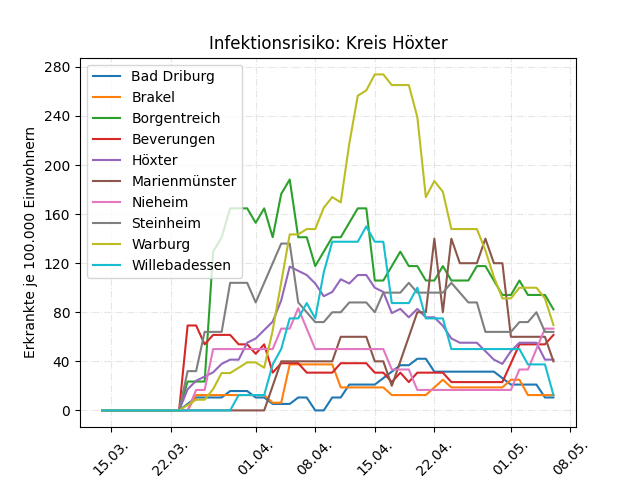 Infektionsrisiko: Kreis Höxter
Erkrankte je 100.000 Einwohnern
280
240
200
160
120
80
40
0
Bad Driburg
Brakel
Borgentreich
Beverungen
Höxter
Marienmünster
Nieheim
Steinheim
Warburg
Willebadessen
15.03.
22.03.
01.04.
08.04.
15.04.
22.04.
01.05.
08.05.